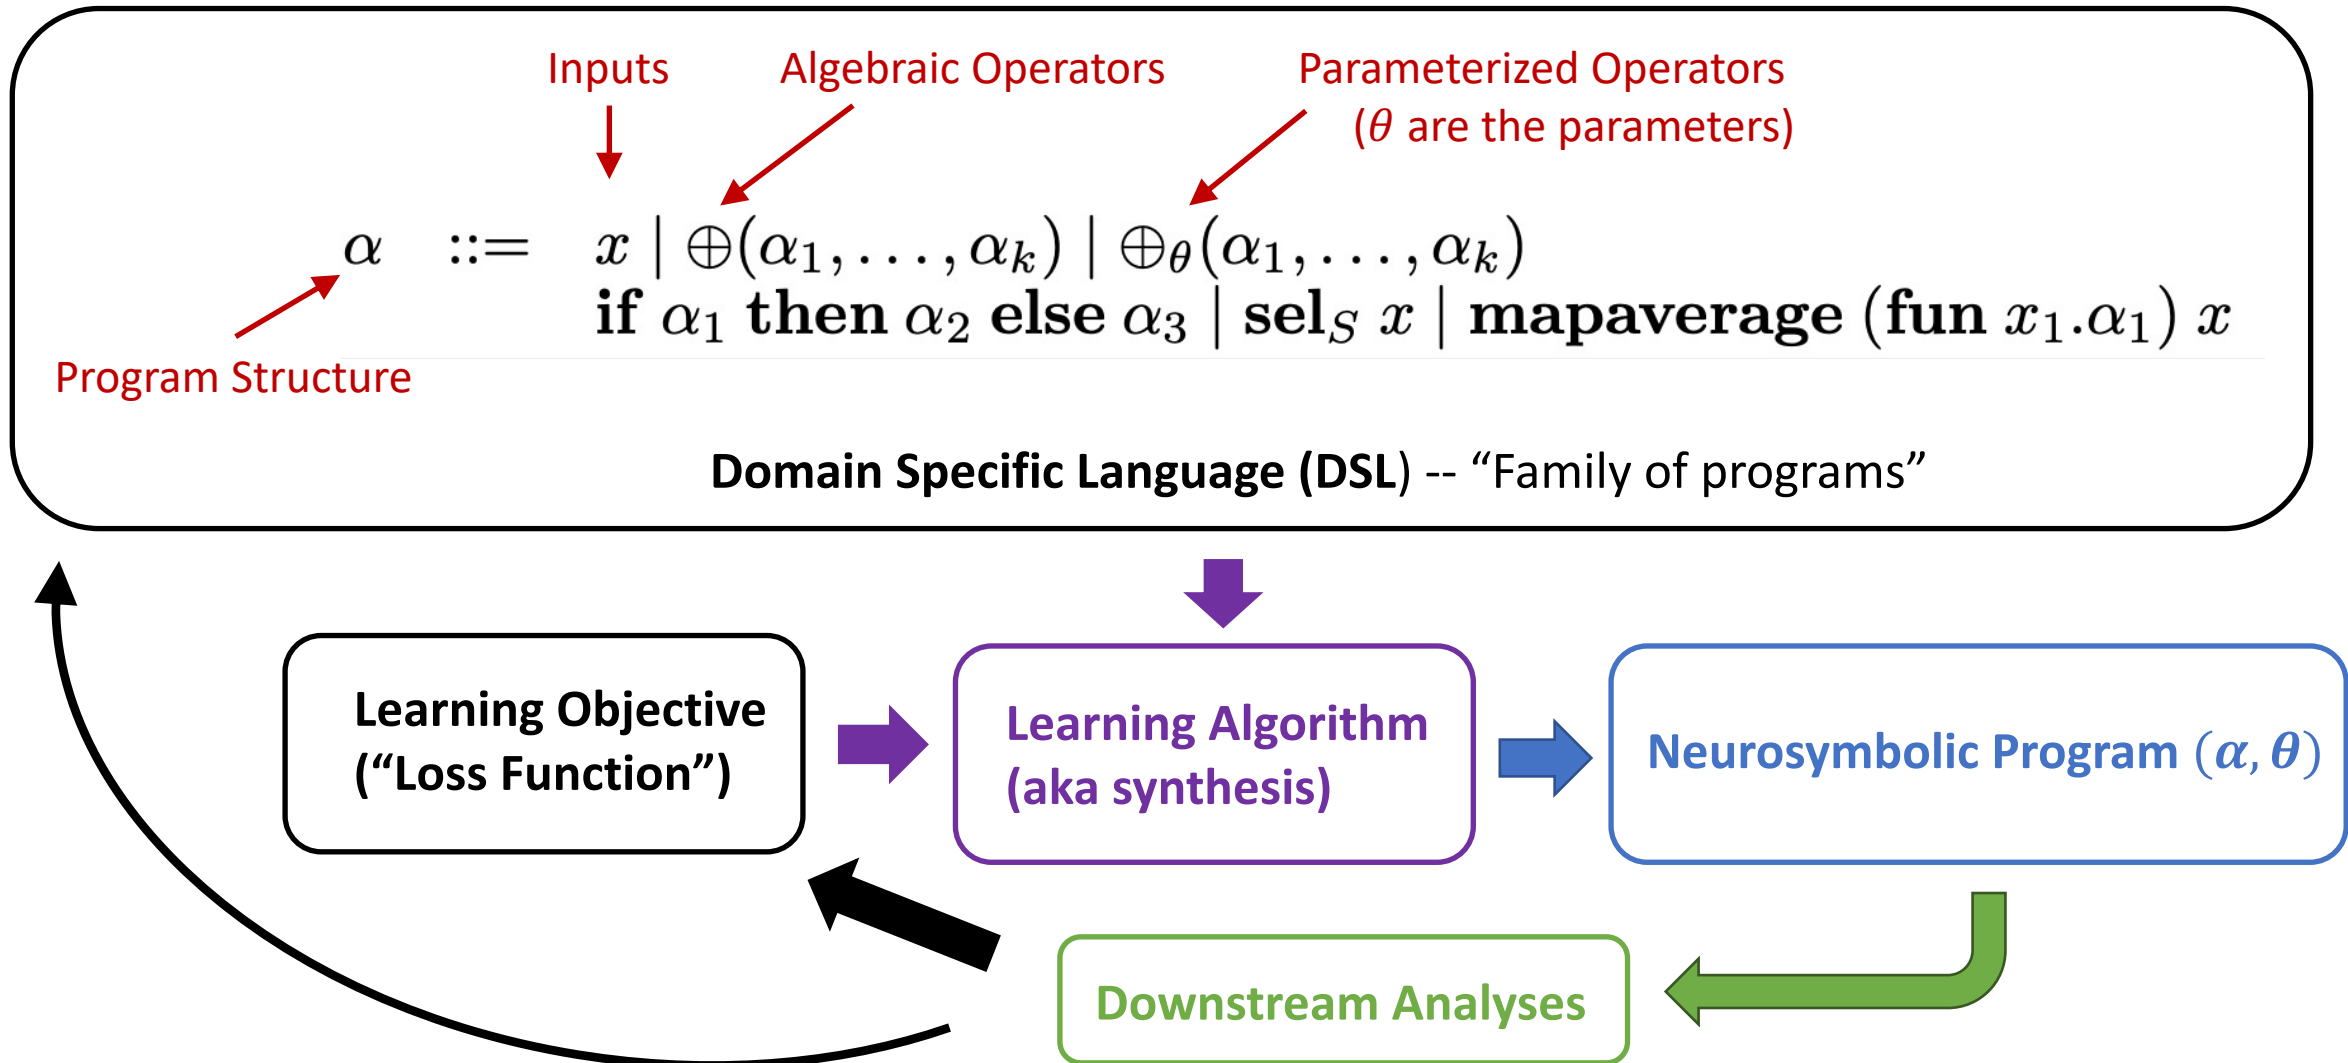 Inputs
Algebraic Operators
Parameterized Operators
(θ are the parameters)
α ::= x | ⊕(α₁, . . . , αₖ) | ⊕_θ(α₁, . . . , αₖ)
if α₁ then α₂ else α₃ | sel_S x | mapaverage (fun x₁.α₁) x
Program Structure
Domain Specific Language (DSL) -- “Family of programs”
Learning Objective
(“Loss Function”)
Learning Algorithm
(aka synthesis)
Neurosymbolic Program (α, θ)
Downstream Analyses